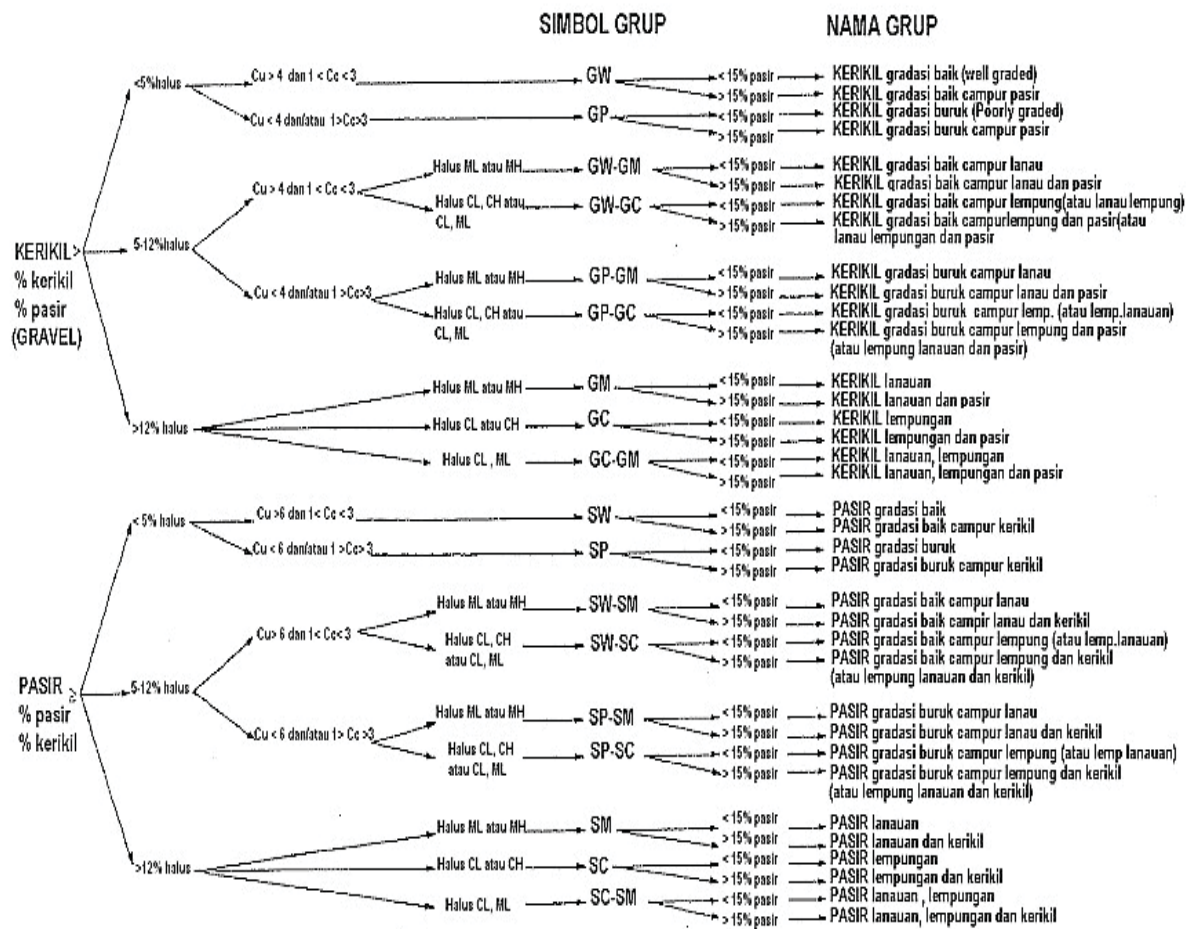 SIMBOL GRUP
NAMA GRUP
KERIKIL >
% kerikil
% pasir
(GRAVEL)
<5% halus
Cu > 4 dan 1 < Cc < 3
GW
< 15% pasir
KERIKIL gradasi baik (well graded)
> 15% pasir
KERIKIL gradasi baik campur pasir
Cu < 4 dan/atau 1>Cc>3
GP
< 15% pasir
KERIKIL gradasi buruk (Poorly graded)
> 15% pasir
KERIKIL gradasi buruk campur pasir
5-12% halus
Cu > 4 dan 1 < Cc < 3
Halus ML atau MH
GW-GM
< 15% pasir
KERIKIL gradasi baik campur lanau
> 15% pasir
KERIKIL gradasi baik campur lanau dan pasir
Halus CL, CH atau
CL, ML
GW-GC
< 15% pasir
KERIKIL gradasi baik campur lempung(atau lanau lempung)
> 15% pasir
KERIKIL gradasi baik campurlempung dan pasir(atau
lanau lempungan dan pasir
Cu < 4 dan/atau 1 >Cc>3
Halus ML atau MH
GP-GM
< 15% pasir
KERIKIL gradasi buruk campur lanau
> 15% pasir
KERIKIL gradasi buruk campur lanau dan pasir
Halus CL, CH atau
CL, ML
GP-GC
< 15% pasir
KERIKIL gradasi buruk campur lemp. (atau lemp.lanauan)
> 15% pasir
KERIKIL gradasi buruk campur lempung dan pasir
(atau lempung lanauan dan pasir)
>12% halus
Halus ML atau MH
GM
< 15% pasir
KERIKIL lanauan
> 15% pasir
KERIKIL lanauan dan pasir
Halus CL atau CH
GC
< 15% pasir
KERIKIL lempungan
> 15% pasir
KERIKIL lempungan dan pasir
Halus CL , ML
GC-GM
< 15% pasir
KERIKIL lanauan, lempungan
> 15% pasir
KERIKIL lanauan, lempungan dan pasir
PASIR ≥
% pasir
% kerikil
< 5% halus
Cu >6 dan 1< Cc <3
SW
< 15% pasir
PASIR gradasi baik
> 15% pasir
PASIR gradasi baik campur kerikil
Cu < 6 dan/atau 1 >Cc>3
SP
< 15% pasir
PASIR gradasi buruk
> 15% pasir
PASIR gradasi buruk campur kerikil
5-12% halus
Cu> 6 dan 1< Cc<3
Halus ML atau MH
SW-SM
< 15% pasir
PASIR gradasi baik campur lanau
> 15% pasir
PASIR gradasi baik campir lanau dan kerikil
Halus CL, CH
atau CL, ML
SW-SC
< 15% pasir
PASIR gradasi baik campur lempung (atau lemp.lanauan)
> 15% pasir
PASIR gradasi baik campur lempung dan kerikil
(atau lempung lanauan dan kerikil)
Cu < 6 dan/atau 1> Cc >3
Halus ML atau MH
SP-SM
< 15% pasir
PASIR gradasi buruk campur lanau
> 15% pasir
PASIR gradasi buruk campur lanau dan kerikil
Halus CL, CH
atau CL, ML
SP-SC
< 15% pasir
PASIR gradasi buruk campur lempung (atau lemp lanauan)
> 15% pasir
PASIR gradasi buruk campur lempung dan kerikil
(atau lempung lanauan dan kerikil)
>12% halus
Halus ML atau MH
SM
< 15% pasir
PASIR lanauan
> 15% pasir
PASIR lanauan dan kerikil
Halus CL atau CH
SC
< 15% pasir
PASIR lempungan
> 15% pasir
PASIR lempungan dan kerikil
Halus CL, ML
SC-SM
< 15% pasir
PASIR lanauan , lempungan
> 15% pasir
PASIR lanauan, lempungan dan kerikil